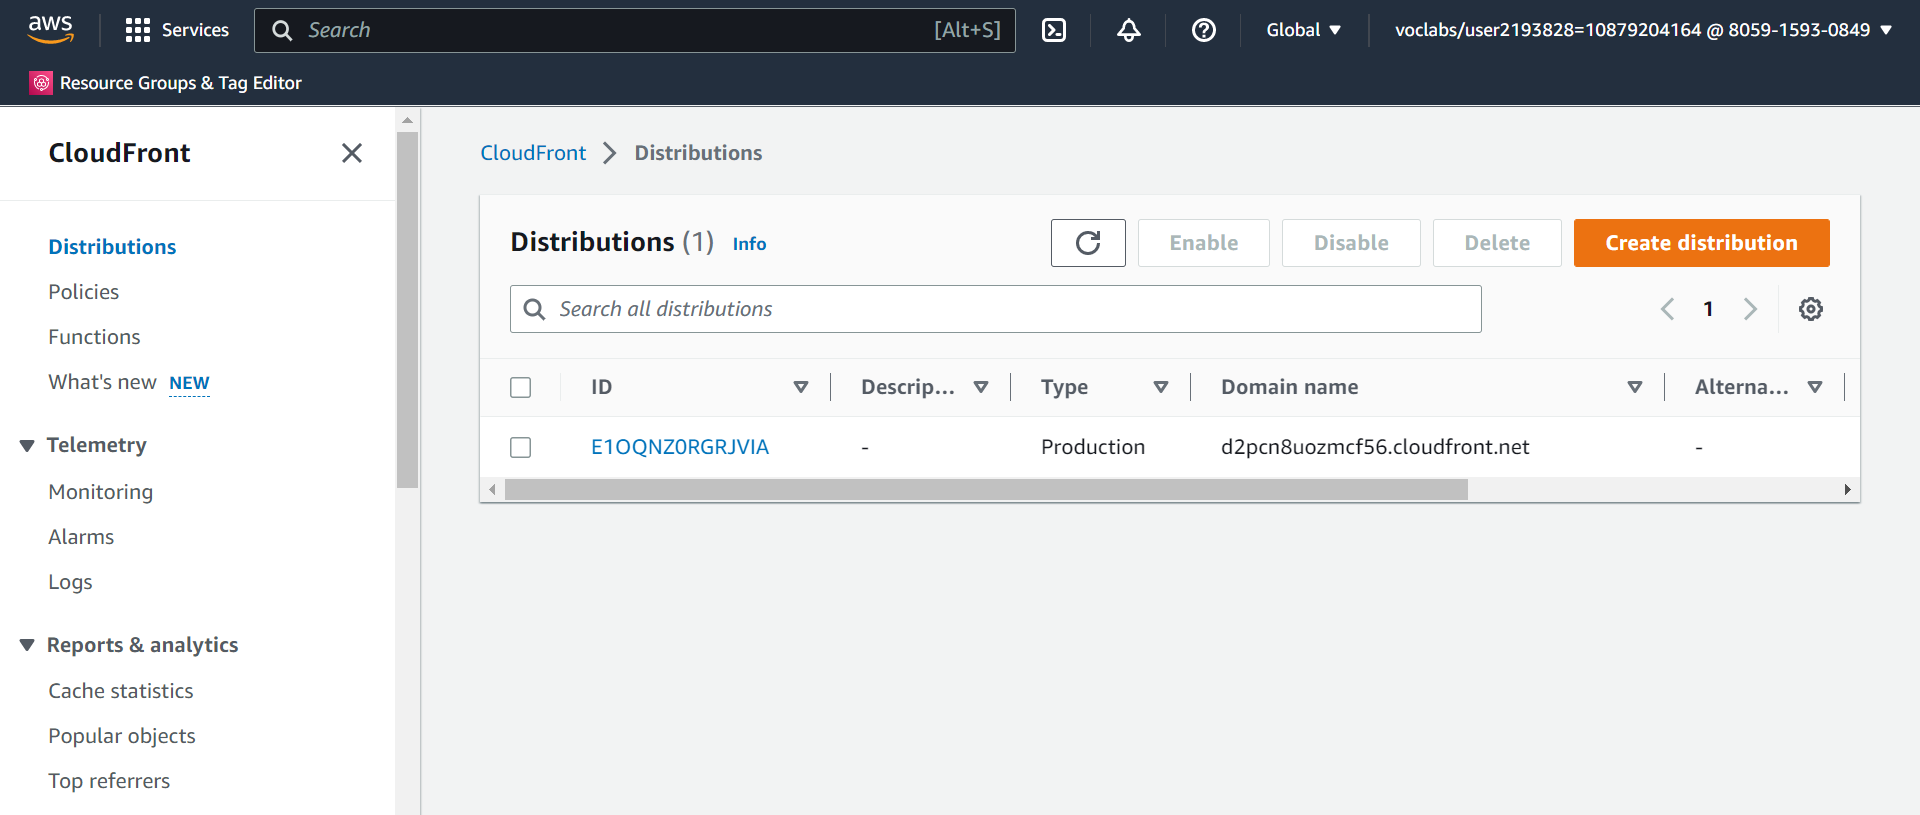 aws
Services
Search [Alt+S]
Global
voclabs/user2193828=10879204164 @ 8059-1593-0849
Resource Groups & Tag Editor
CloudFront
Distributions
Policies
Functions
What's new NEW
Telemetry
Monitoring
Alarms
Logs
Reports & analytics
Cache statistics
Popular objects
Top referrers
CloudFront
Distributions
Distributions (1) Info
Enable
Disable
Delete
Create distribution
Search all distributions
1
ID Descrip... Type Domain name Alterna...
E1OQNZ0RGRJVIA - Production d2pcn8uozmcf56.cloudfront.net -